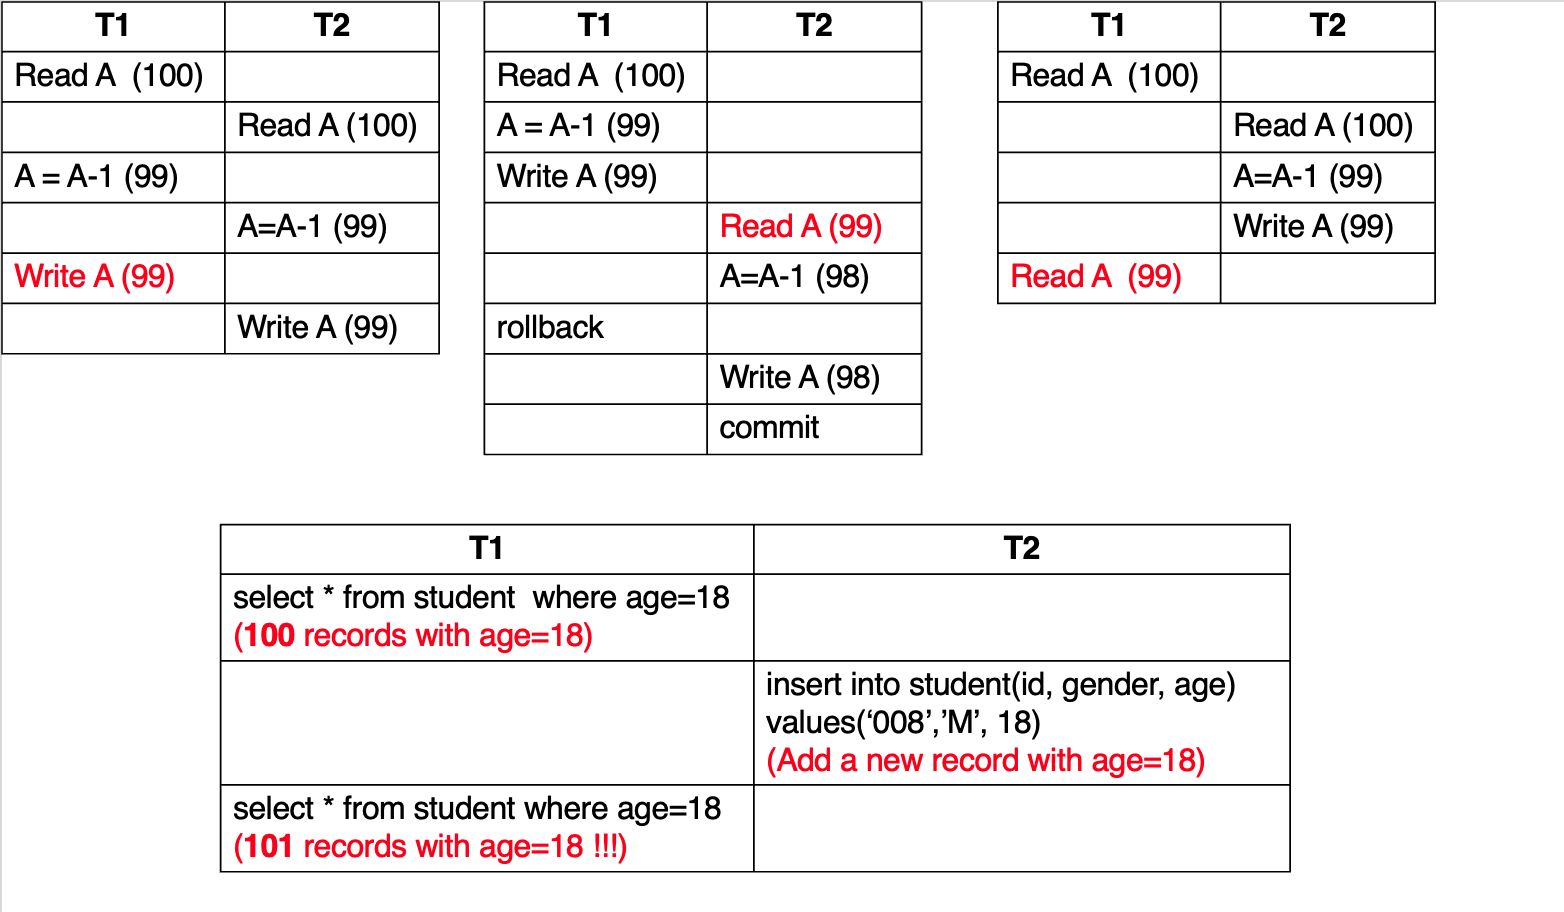 T1 T2
Read A (100)
Read A (100)
A = A-1 (99)
A=A-1 (99)
Write A (99)
Write A (99)
T1 T2
Read A (100)
A = A-1 (99)
Write A (99)
Read A (99)
A=A-1 (98)
rollback
Write A (98)
commit
T1 T2
Read A (100)
Read A (100)
A=A-1 (99)
Write A (99)
Read A (99)
T1 T2
select * from student where age=18
(100 records with age=18)
insert into student(id, gender, age)
values(‘008’,’M’, 18)
(Add a new record with age=18)
select * from student where age=18
(101 records with age=18 !!!)